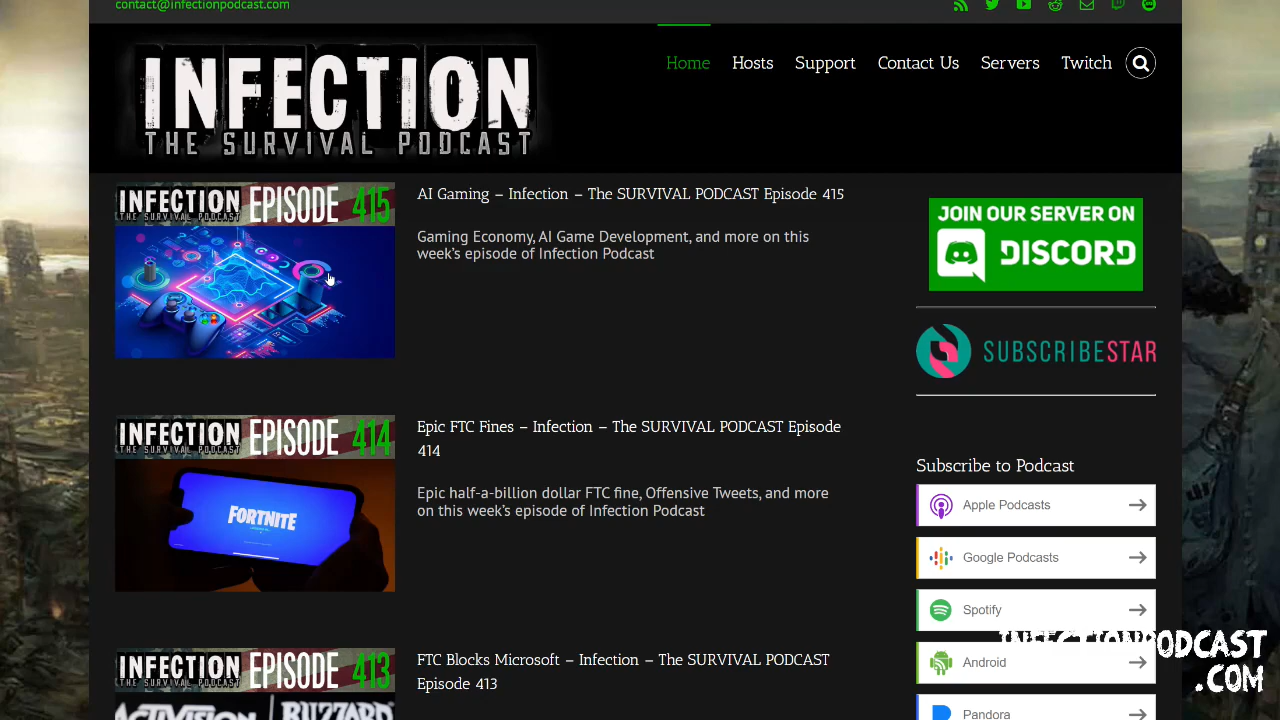 contact@infectionpodcast.com
INFECTION
THE SURVIVAL PODCAST
Home
Hosts
Support
Contact Us
Servers
Twitch
INFECTION
THE SURVIVAL PODCAST
EPISODE 415
AI Gaming – Infection – The SURVIVAL PODCAST Episode 415
Gaming Economy, AI Game Development, and more on this
week's episode of Infection Podcast
INFECTION
THE SURVIVAL PODCAST
EPISODE 414
FORTNITE
Epic FTC Fines – Infection – The SURVIVAL PODCAST Episode
414
Epic half-a-billion dollar FTC fine, Offensive Tweets, and more
on this week's episode of Infection Podcast
INFECTION
THE SURVIVAL PODCAST
EPISODE 413
ACTIVISION
BLIZZARD
FTC Blocks Microsoft – Infection – The SURVIVAL PODCAST
Episode 413
JOIN OUR SERVER ON
DISCORD
SUBSCRIBESTAR
Subscribe to Podcast
Apple Podcasts
Google Podcasts
Spotify
Android
Pandora
INFECTIONPODCAST
.COM